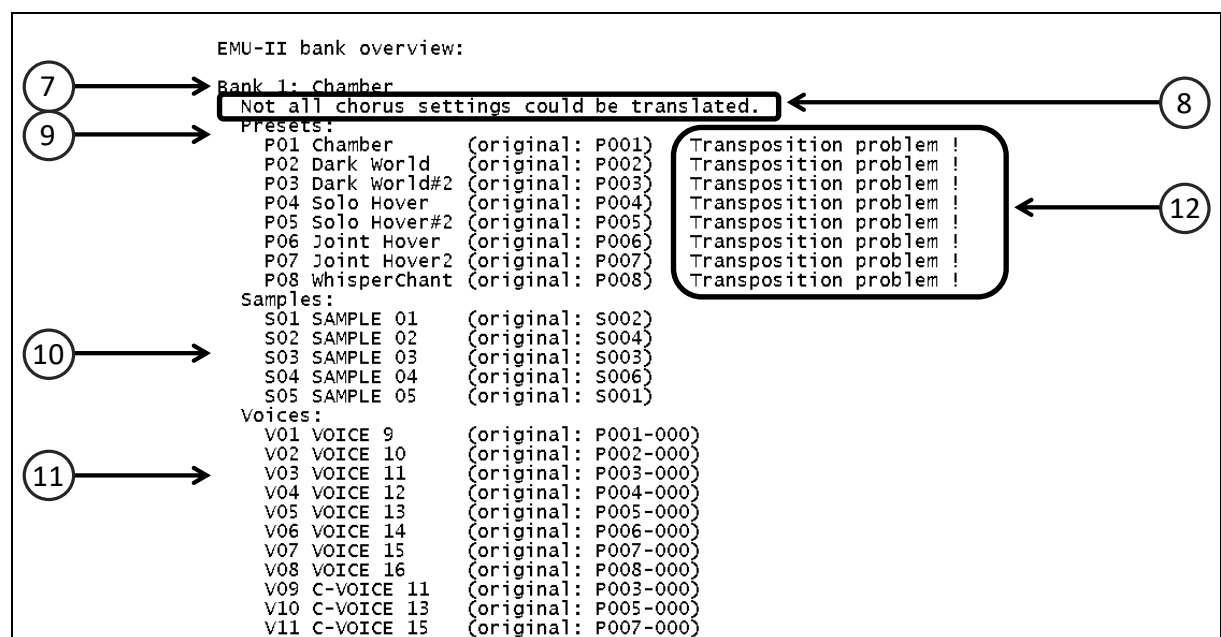 EMU-II bank overview:
7
Bank 1: Chamber
Not all chorus settings could be translated.
8
9
Presets:
P01 Chamber (original: P001) Transposition problem !
P02 Dark World (original: P002) Transposition problem !
P03 Dark World#2 (original: P003) Transposition problem !
P04 Solo Hover (original: P004) Transposition problem !
12
P05 Solo Hover#2 (original: P005) Transposition problem !
P06 Joint Hover (original: P006) Transposition problem !
P07 Joint Hover2 (original: P007) Transposition problem !
P08 WhisperChant (original: P008) Transposition problem !
Samples:
S01 SAMPLE 01 (original: S002)
S02 SAMPLE 02 (original: S004)
10
S03 SAMPLE 03 (original: S003)
S04 SAMPLE 04 (original: S006)
S05 SAMPLE 05 (original: S001)
Voices:
V01 VOICE 9 (original: P001-000)
V02 VOICE 10 (original: P002-000)
11
V03 VOICE 11 (original: P003-000)
V04 VOICE 12 (original: P004-000)
V05 VOICE 13 (original: P005-000)
V06 VOICE 14 (original: P006-000)
V07 VOICE 15 (original: P007-000)
V08 VOICE 16 (original: P008-000)
V09 C-VOICE 11 (original: P003-000)
V10 C-VOICE 13 (original: P005-000)
V11 C-VOICE 15 (original: P007-000)